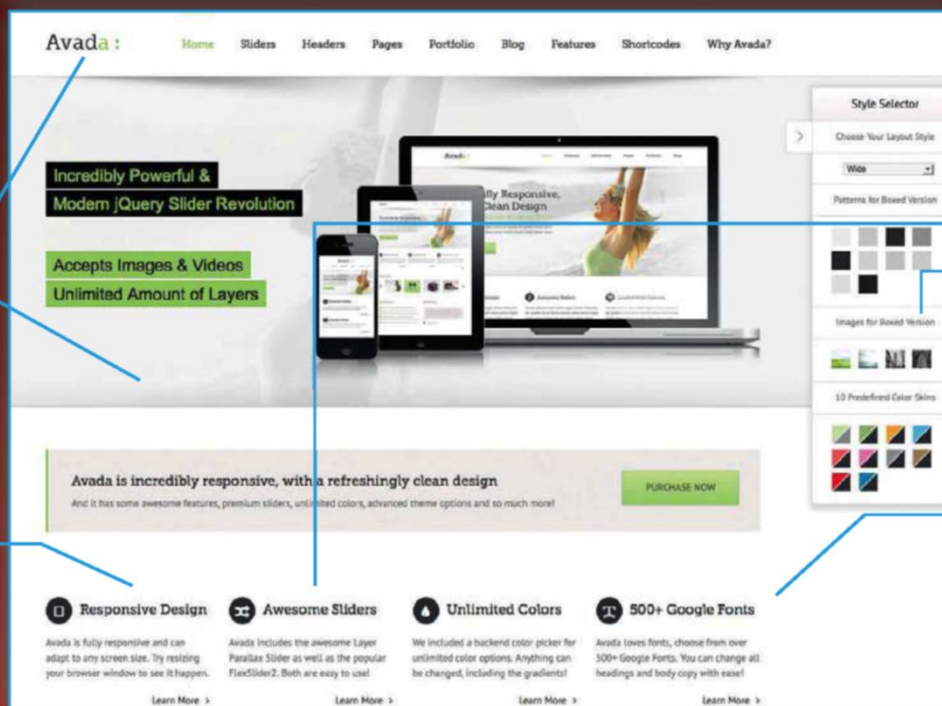 Avada :
Home Sliders Headers Pages Portfolio Blog Features Shortcodes Why Avada?
Incredibly Powerful &
Modern jQuery Slider Revolution
Accepts Images & Videos
Unlimited Amount of Layers
Avada
lly Responsive,
Clean Design
Awesome Sliders
Style Selector
Choose Your Layout Style
Wide
Patterns for Boxed Version
Images for Boxed Version
10 Predefined Color Skins
Avada is incredibly responsive, with a refreshingly clean design
And it has some awesome features, premium sliders, unlimited colors, advanced theme options and so much more!
PURCHASE NOW
Responsive Design
Avada is fully responsive and can
adapt to any screen size. Try resizing
your browser window to see it happen.
Learn More >
Awesome Sliders
Avada includes the awesome Layer
Parallax Slider as well as the popular
FlexSlider2. Both are easy to use!
Learn More >
Unlimited Colors
We included a backend color picker for
unlimited color options. Anything can
be changed, including the gradients!
Learn More >
500+ Google Fonts
Avada loves fonts, choose from over
500+ Google Fonts. You can change all
headings and body copy with ease!
Learn More >